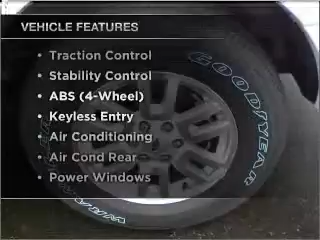 VEHICLE FEATURES
• Traction Control
• Stability Control
• ABS (4-Wheel)
• Keyless Entry
• Air Conditioning
• Air Cond Rear
• Power Windows
GOODYEAR
WRA